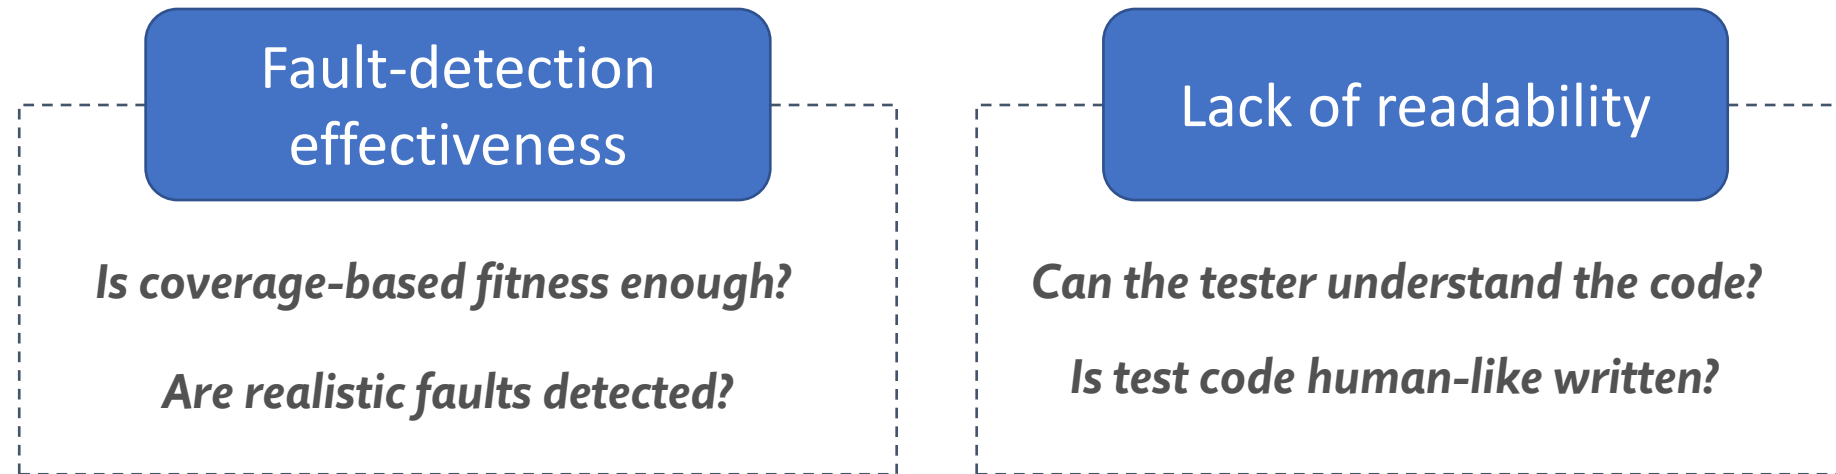 Fault-detection
effectiveness
Is coverage-based fitness enough?
Are realistic faults detected?
Lack of readability
Can the tester understand the code?
Is test code human-like written?